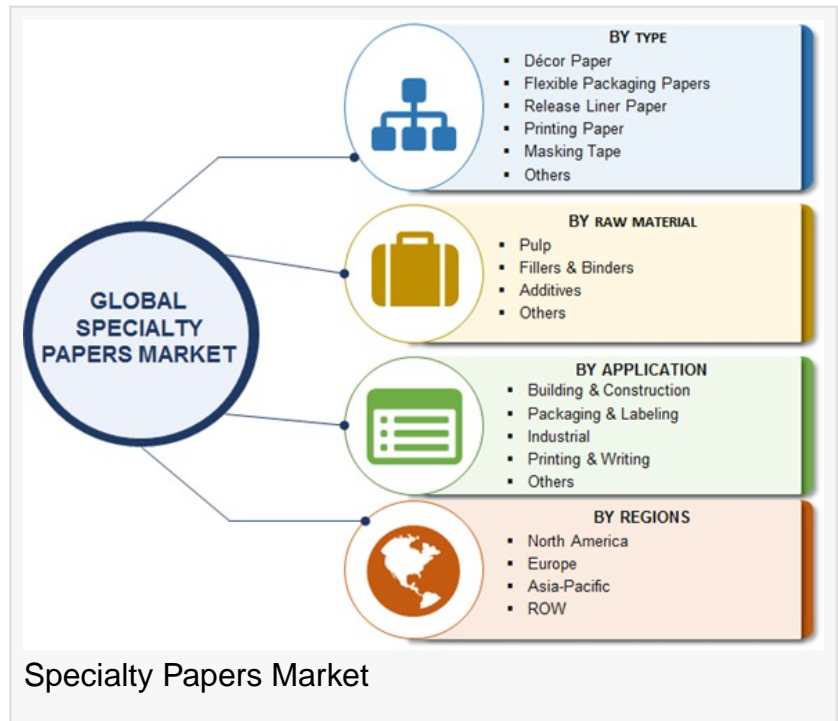 GLOBAL
SPECIALTY
PAPERS MARKET
BY TYPE
▪ Décor Paper
▪ Flexible Packaging Papers
▪ Release Liner Paper
▪ Printing Paper
▪ Masking Tape
▪ Others
BY RAW MATERIAL
▪ Pulp
▪ Fillers & Binders
▪ Additives
▪ Others
BY APPLICATION
▪ Building & Construction
▪ Packaging & Labeling
▪ Industrial
▪ Printing & Writing
▪ Others
BY REGIONS
▪ North America
▪ Europe
▪ Asia-Pacific
▪ ROW
Specialty Papers Market